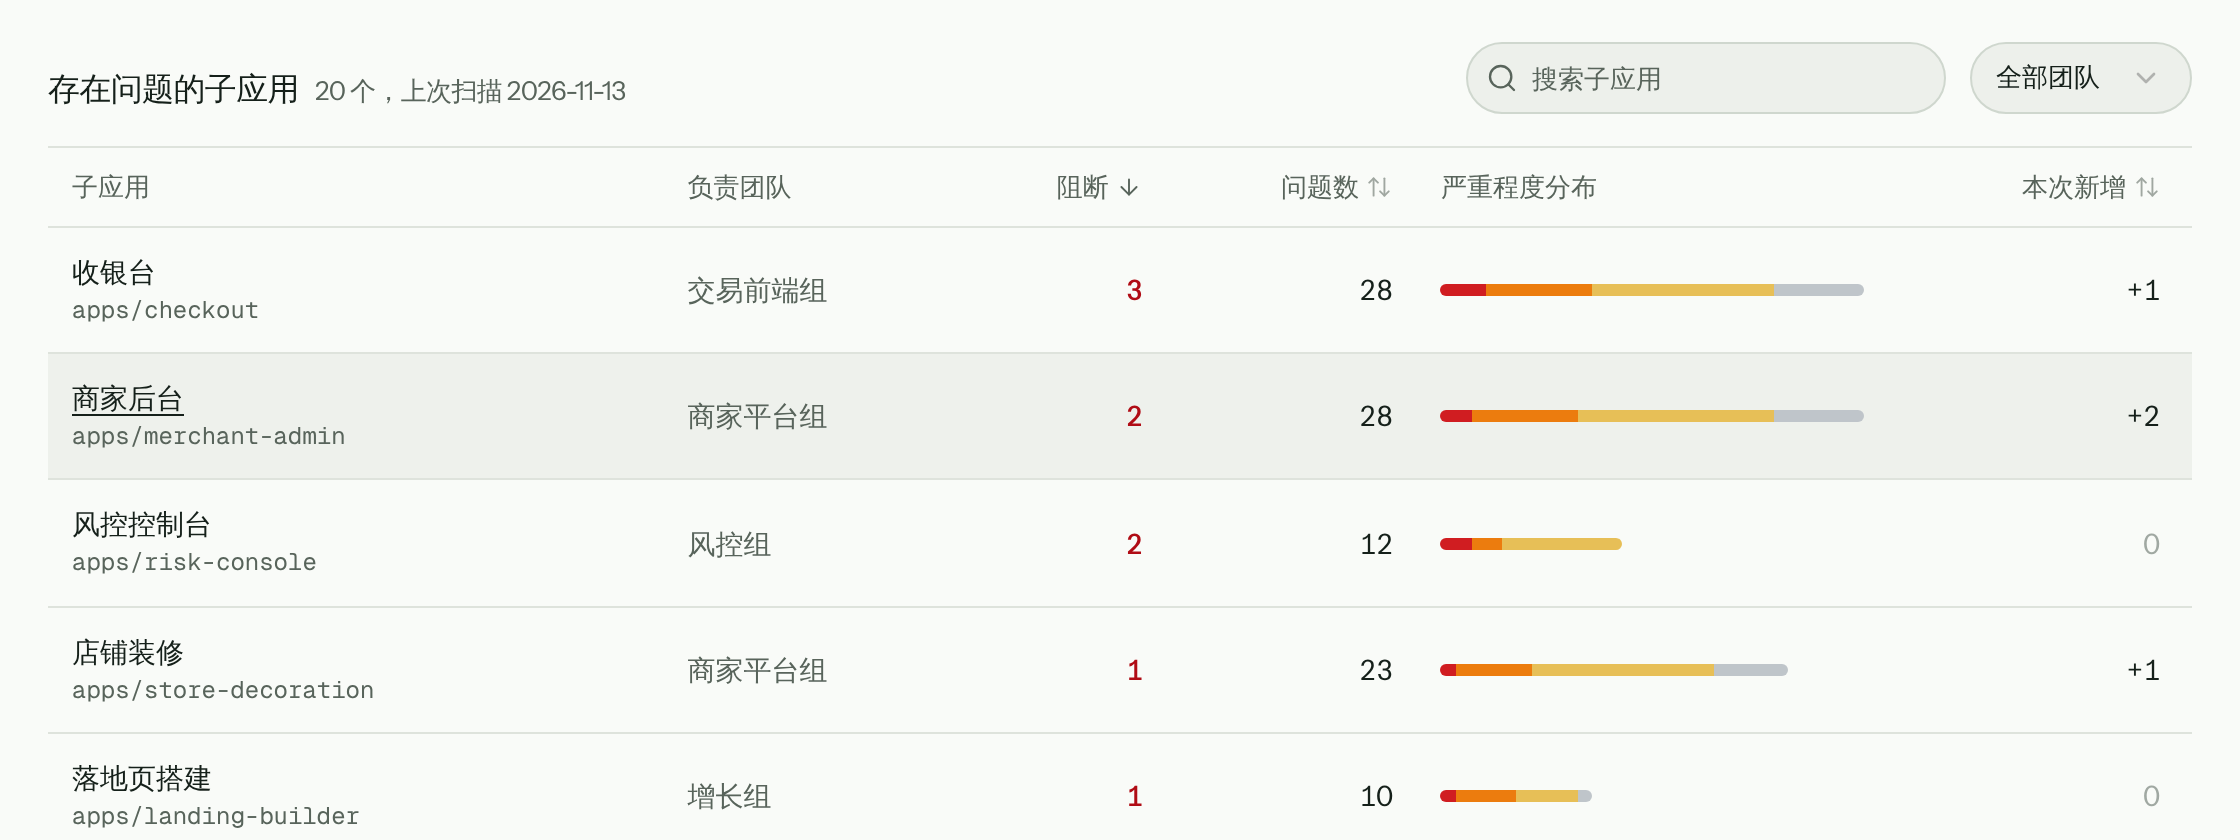 存在问题的子应用 20 个，上次扫描 2026-11-13
搜索子应用
全部团队
子应用 负责团队 阻断 问题数 严重程度分布 本次新增
收银台
apps/checkout
交易前端组 3 28 +1
商家后台
apps/merchant-admin
商家平台组 2 28 +2
风控控制台
apps/risk-console
风控组 2 12 0
店铺装修
apps/store-decoration
商家平台组 1 23 +1
落地页搭建
apps/landing-builder
增长组 1 10 0